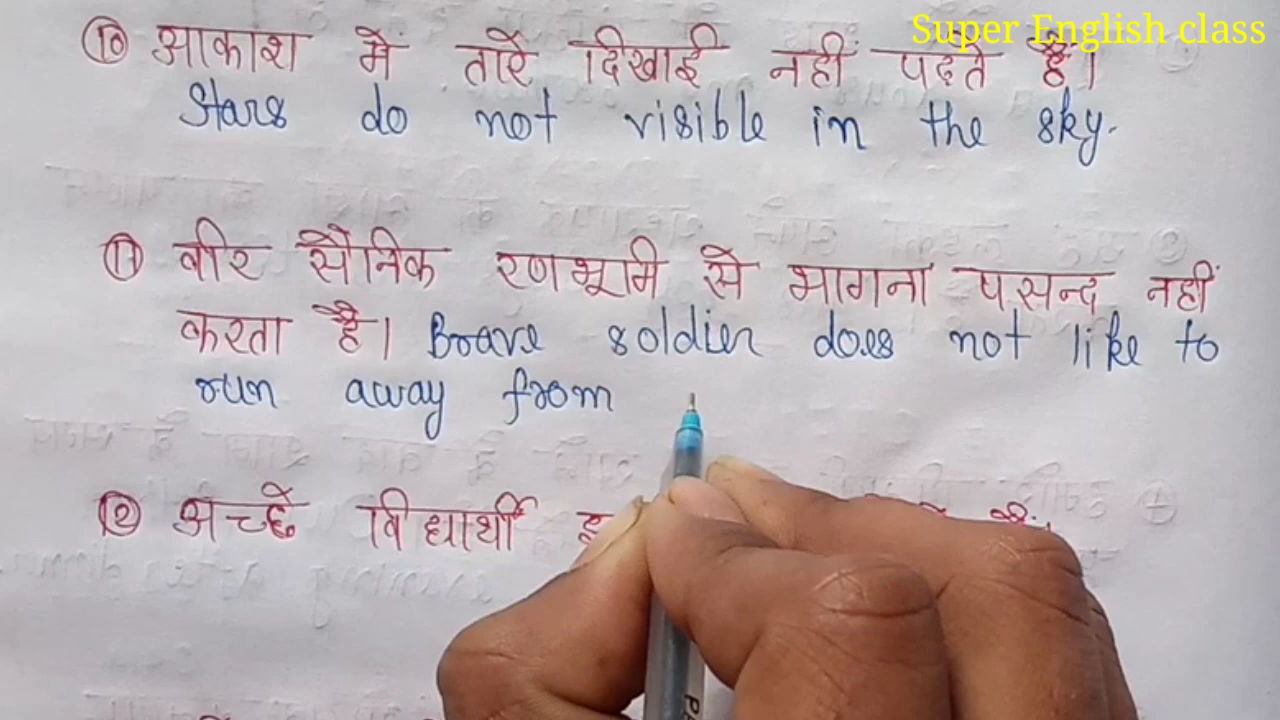 Super English class
⑩ आकाश में तारे दिखाई नहीं पड़ते हैं।
Stars do not visible in the sky.
⑪ वीर सैनिक रणभूमि से भागना पसन्द नहीं
करता है। Brave soldier does not like to
run away from
⑫ अच्छे विद्यार्थी